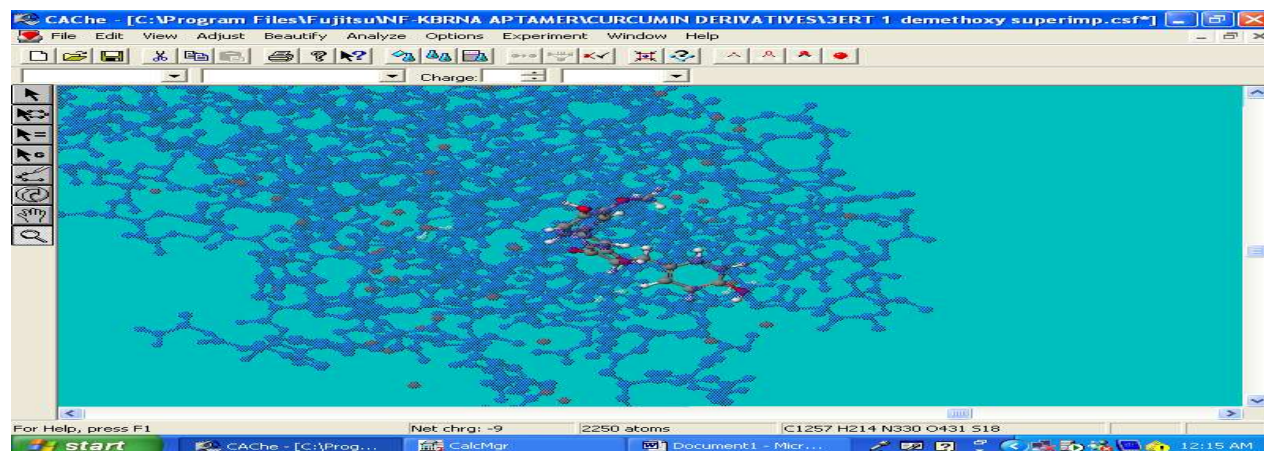 CAChe - [C:\Program Files\Fujitsu\NF-KBRNA APTAMER\CURCUMIN DERIVATIVES\3ERT 1 demethoxy superimp.csf*]
File Edit View Adjust Beautify Analyze Options Experiment Window Help
Charge:
For Help, press F1 Net chrg: -9 2250 atoms C1257 H214 N330 O431 S18
start CAChe - [C:\Prog... CalcMgr Document1 - Micr... 12:15 AM